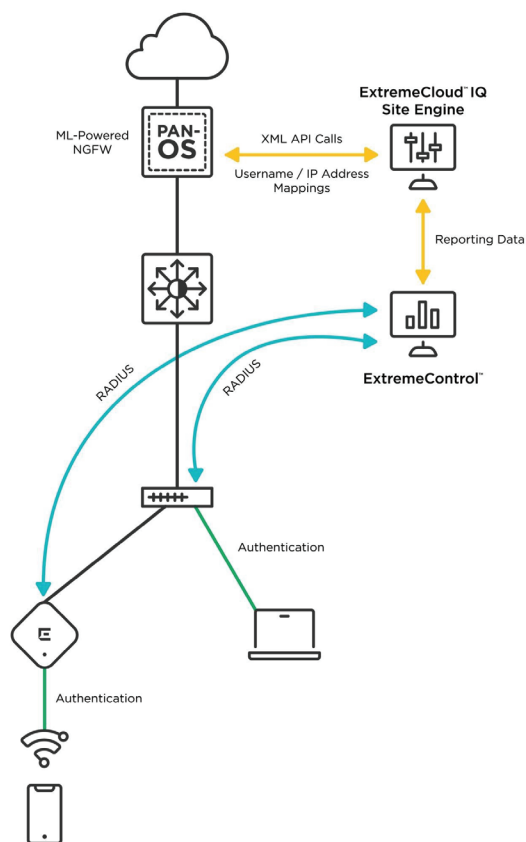 ExtremeCloud™ IQ
Site Engine
ML-Powered
NGFW
PAN-
OS
XML API Calls
Username / IP Address
Mappings
Reporting Data
RADIUS
RADIUS
ExtremeControl™
Authentication
E
Authentication